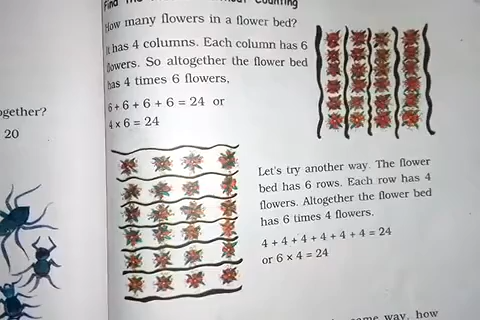 Find The
Counting
How many flowers in a flower bed?
It has 4 columns. Each column has 6
flowers. So altogether the flower bed
has 4 times 6 flowers.
6 + 6 + 6 + 6 = 24 or
4 x 6 = 24
ogether?
20
Let's try another way. The flower
bed has 6 rows. Each row has 4
flowers. Altogether the flower bed
has 6 times 4 flowers.
4 + 4 + 4 + 4 + 4 + 4 = 24
or 6 × 4 = 24
way, how